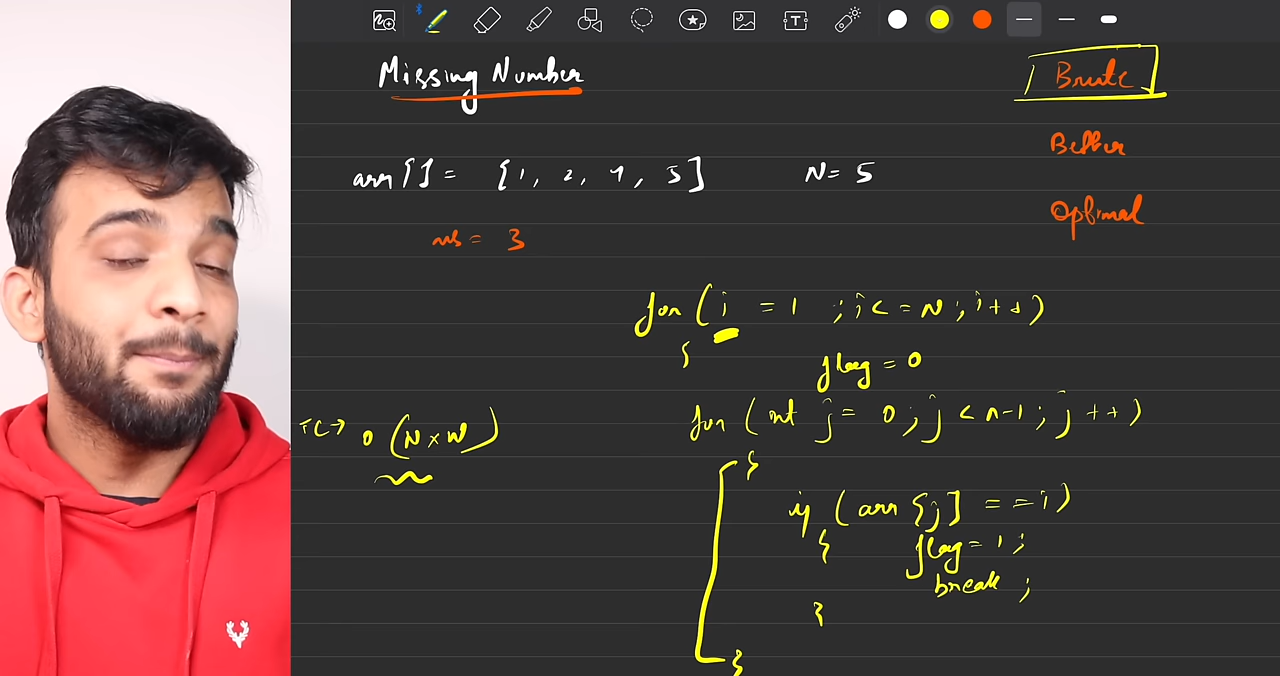 Missing Number
Brute
Better
Optimal
arr[] = {1, 2, 4, 5} N = 5
ans = 3
for (i = 1 ; i <= N ; i++)
{
flag = 0
for (int j = 0 ; j < n-1 ; j++)
TC → O(N × N)
{
if (arr[j] == i)
{ flag = 1 ;
break ;
}
}